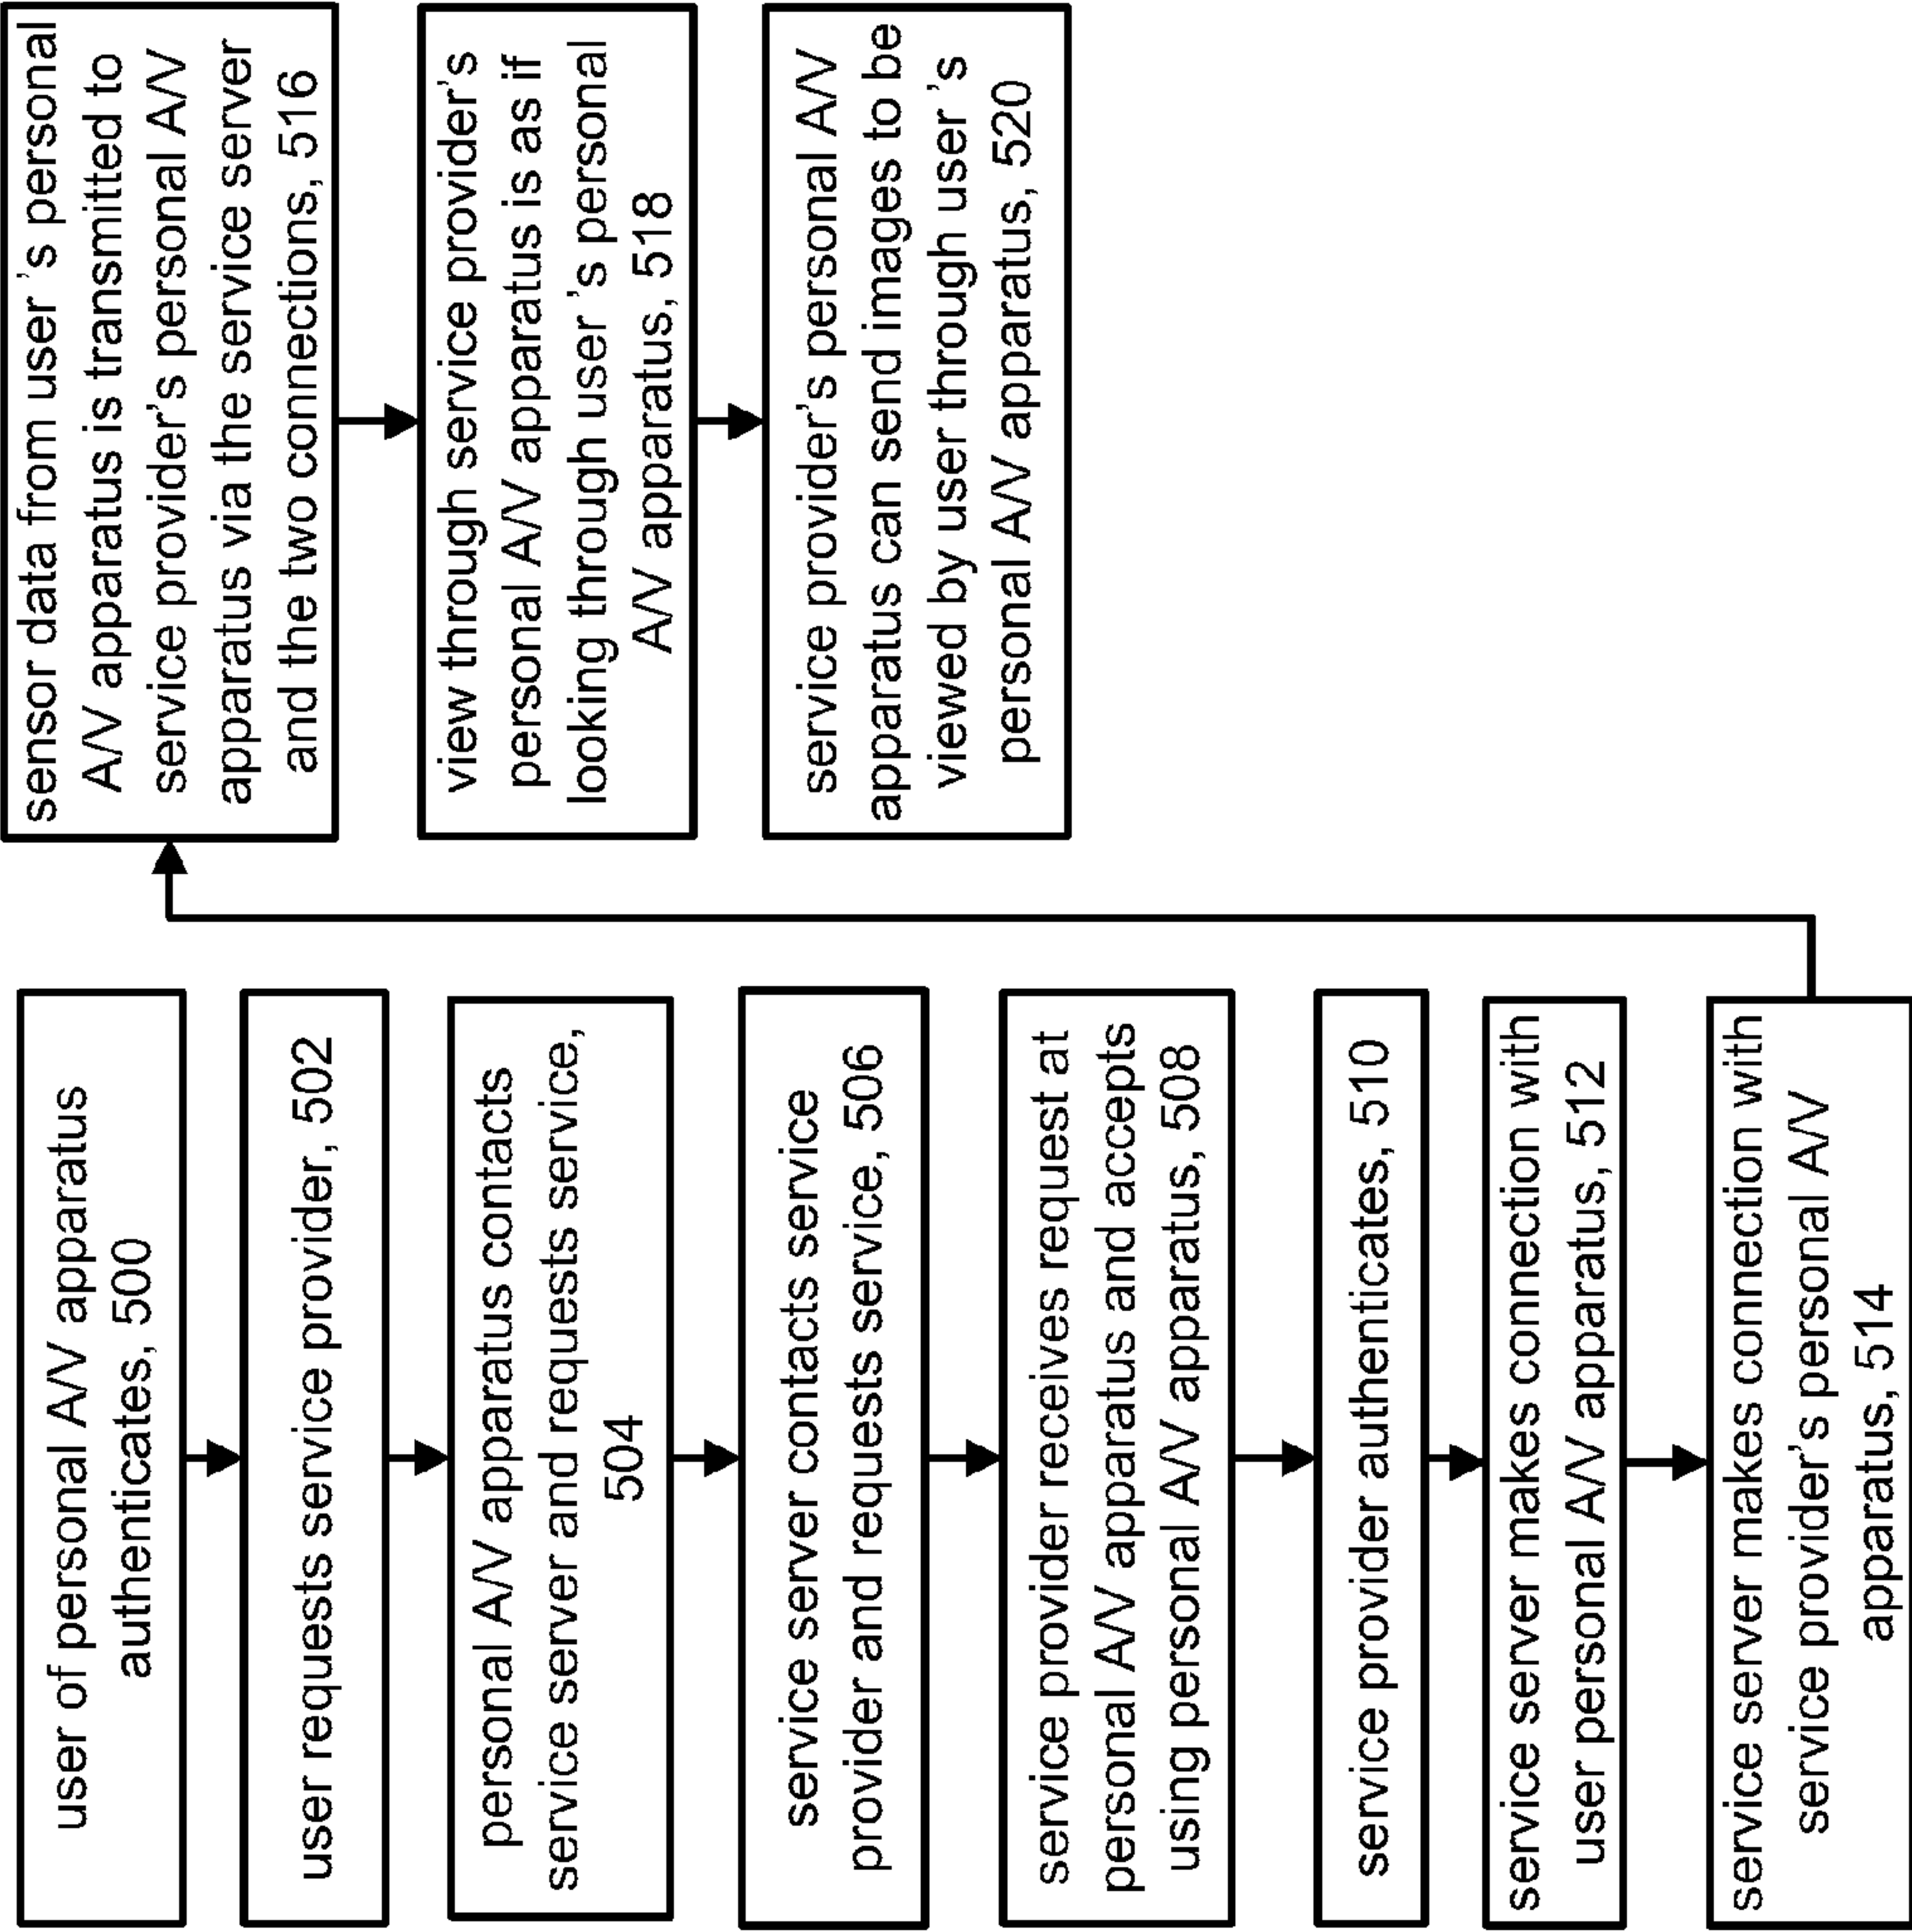 user of personal A/V apparatus
authenticates, 500
user requests service provider, 502
personal A/V apparatus contacts
service server and requests service,
504
service server contacts service
provider and requests service, 506
service provider receives request at
personal A/V apparatus and accepts
using personal A/V apparatus, 508
service provider authenticates, 510
service server makes connection with
user personal A/V apparatus, 512
service server makes connection with
service provider's personal A/V
apparatus, 514
sensor data from user 's personal
A/V apparatus is transmitted to
service provider's personal A/V
apparatus via the service server
and the two connections, 516
view through service provider's
personal A/V apparatus is as if
looking through user 's personal
A/V apparatus, 518
service provider's personal A/V
apparatus can send images to be
viewed by user through user 's
personal A/V apparatus, 520